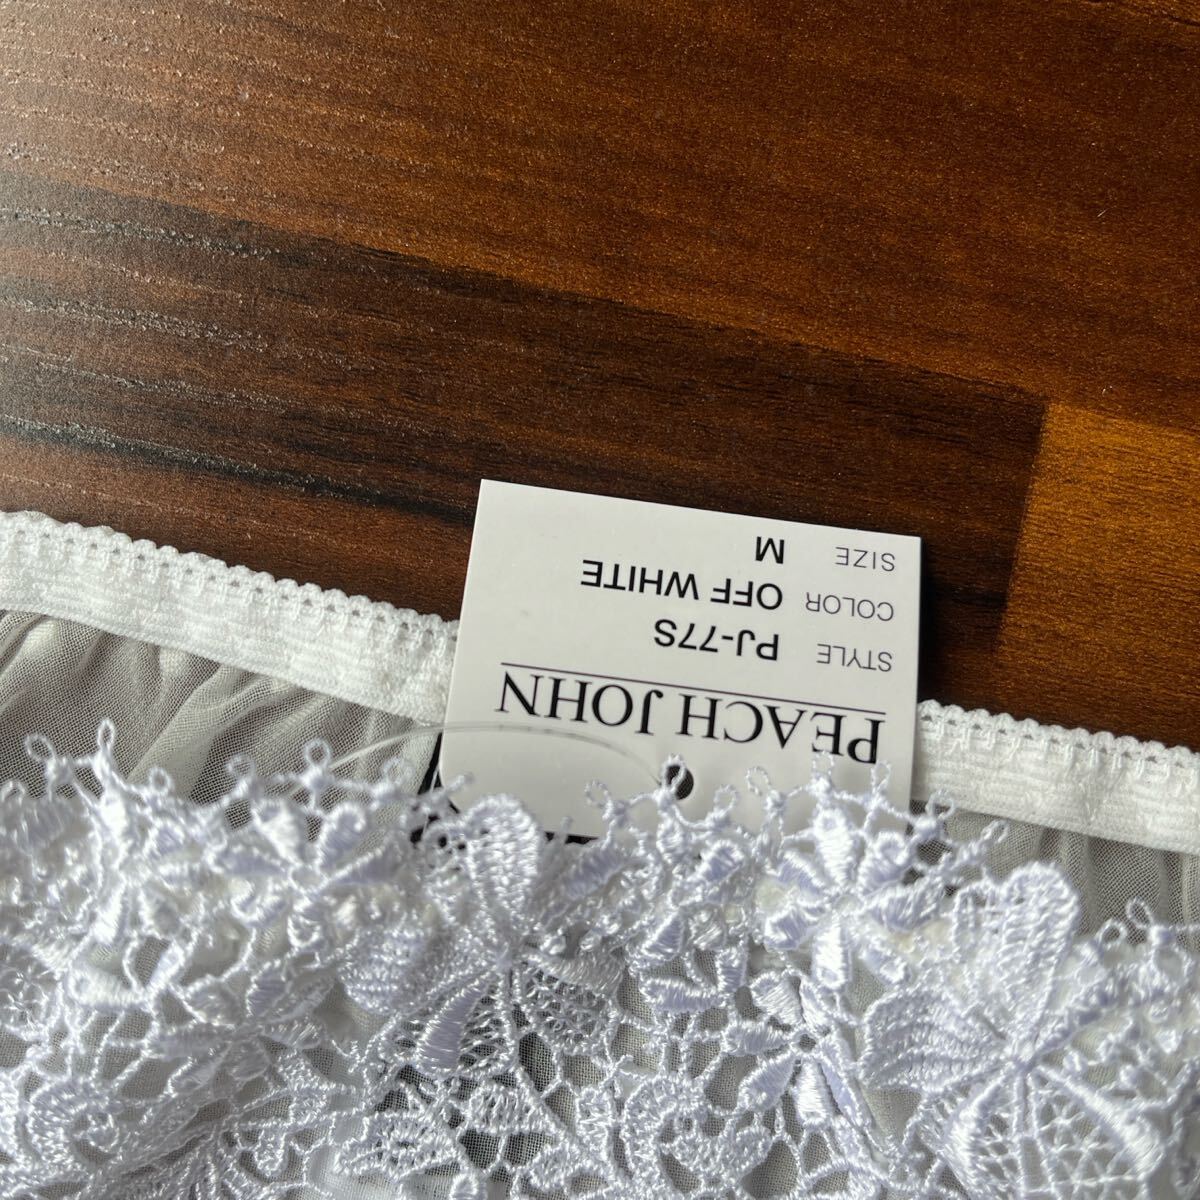 PEACH JOHN
STYLE PJ-77S
COLOR OFF WHITE
SIZE M